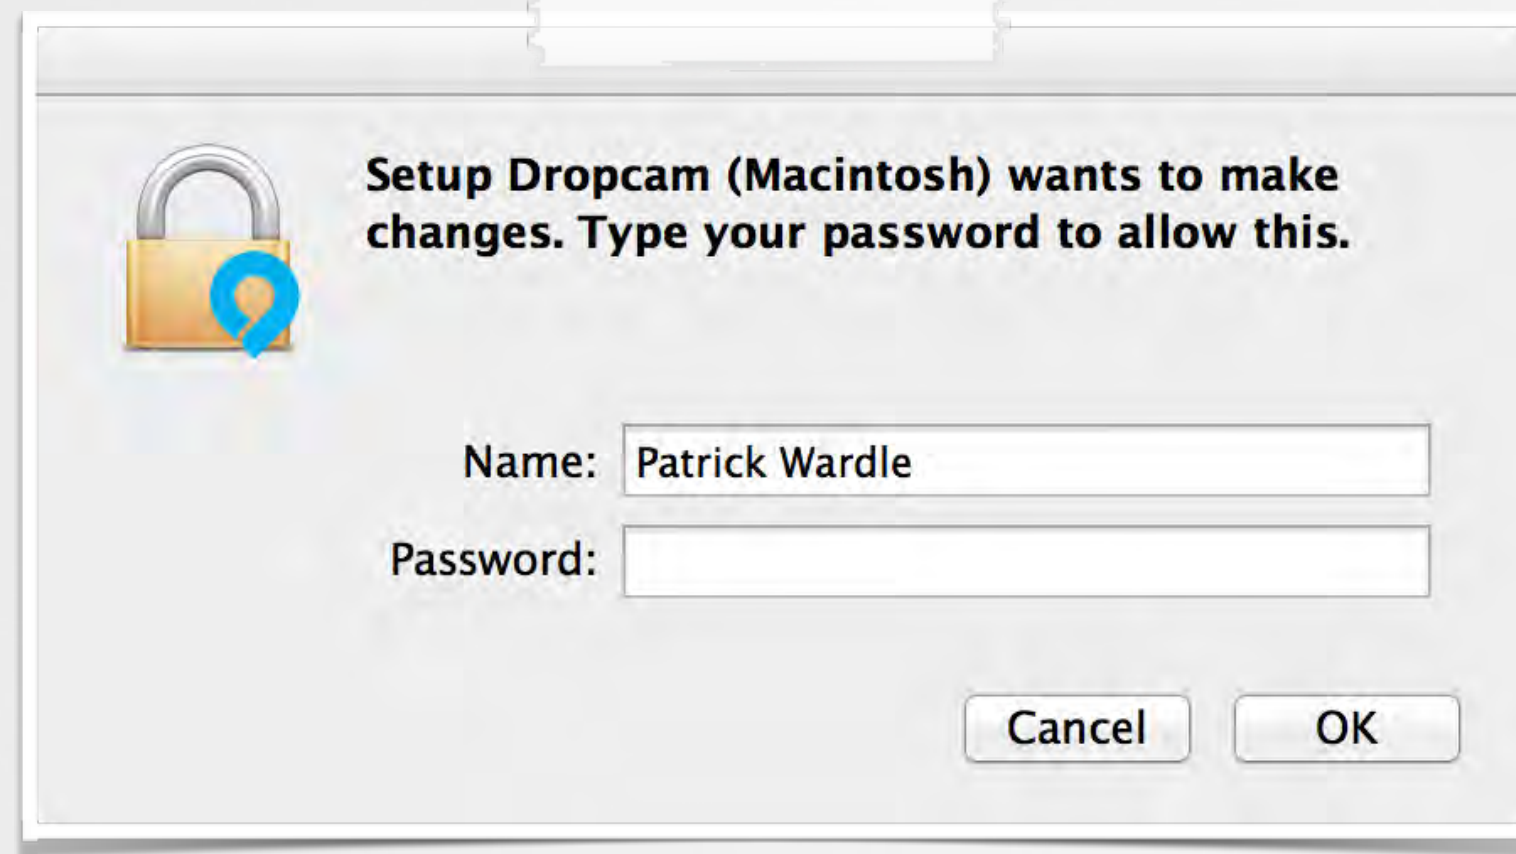 Setup Dropcam (Macintosh) wants to make
changes. Type your password to allow this.
Name: Patrick Wardle
Password:
Cancel OK